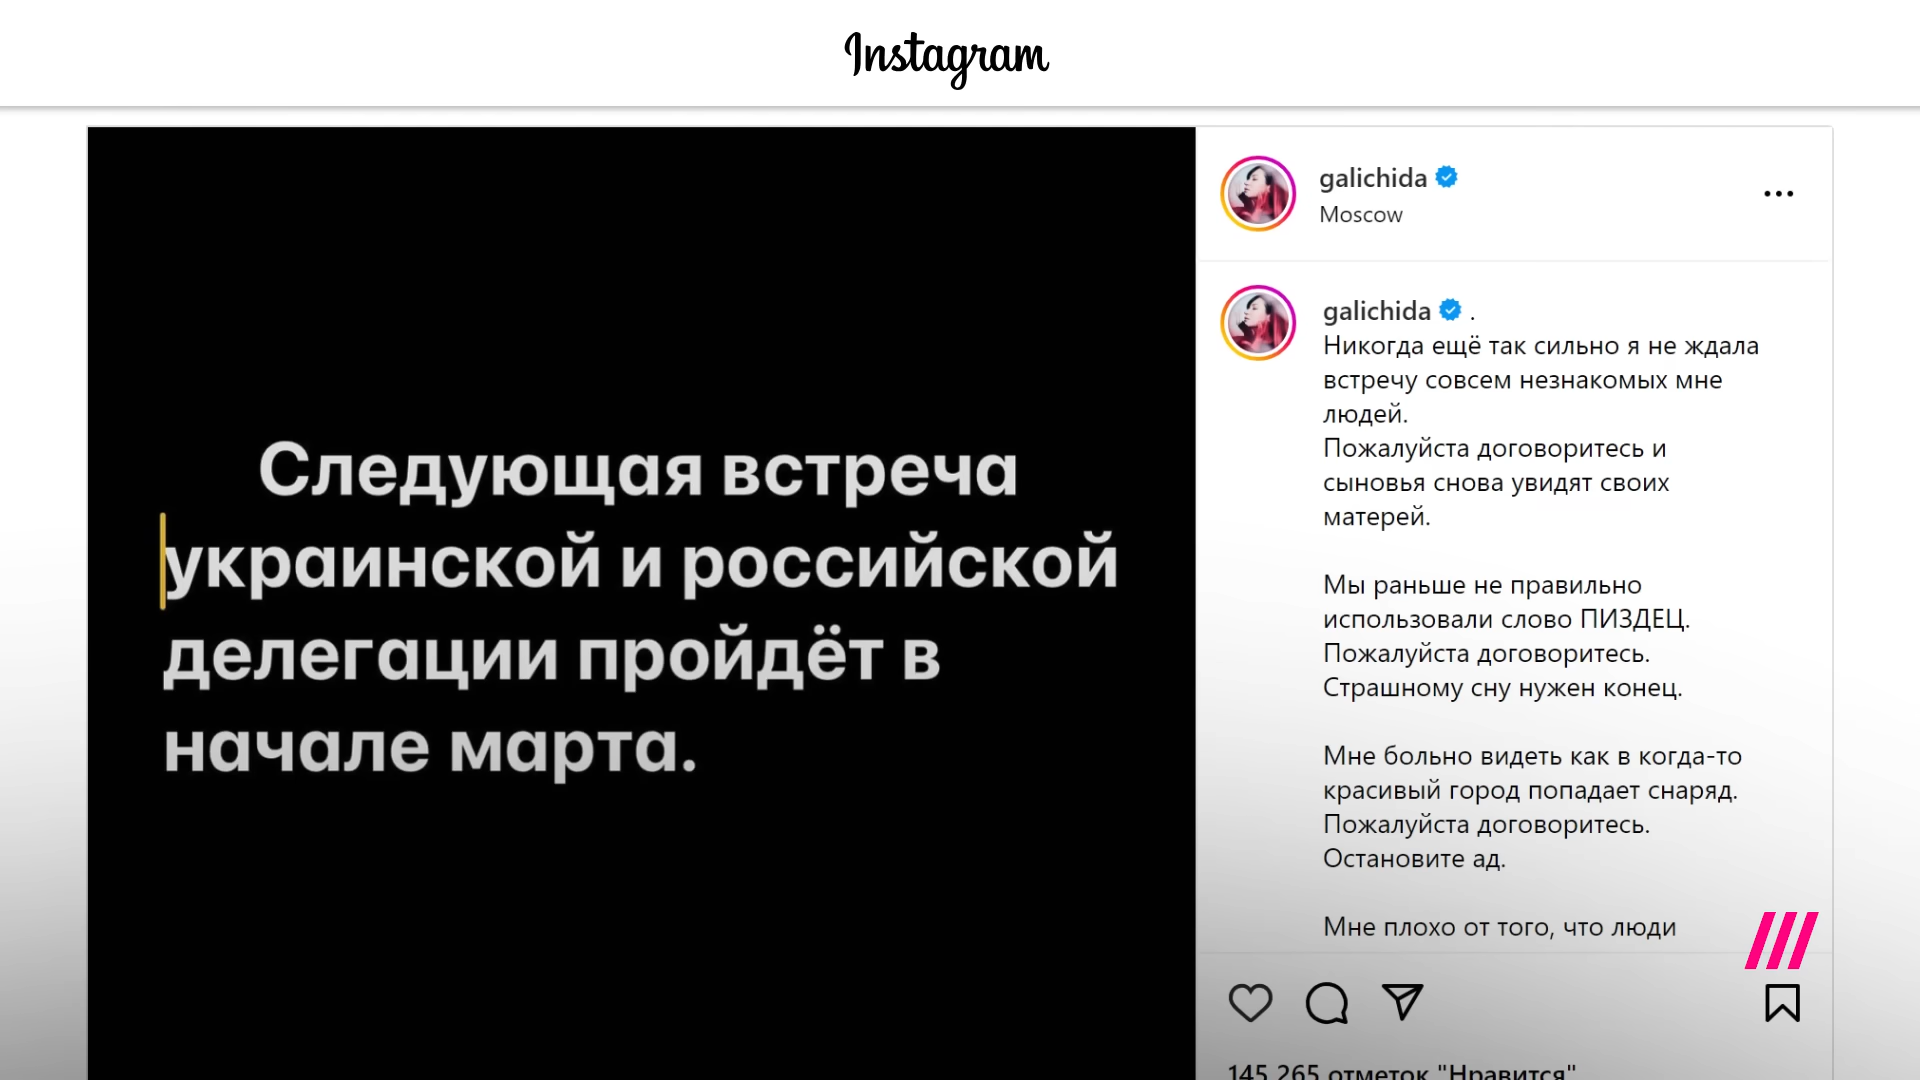 Instagram
Следующая встреча
украинской и российской
делегации пройдёт в
начале марта.
galichida
Moscow
galichida .
Никогда ещё так сильно я не ждала
встречу совсем незнакомых мне
людей.
Пожалуйста договоритесь и
сыновья снова увидят своих
матерей.
Мы раньше не правильно
использовали слово ПИЗДЕЦ.
Пожалуйста договоритесь.
Страшному сну нужен конец.
Мне больно видеть как в когда-то
красивый город попадает снаряд.
Пожалуйста договоритесь.
Остановите ад.
Мне плохо от того, что люди
145 265 отметок "Нравится"